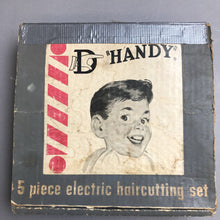 D "HANDY"
5 piece electric haircutting set